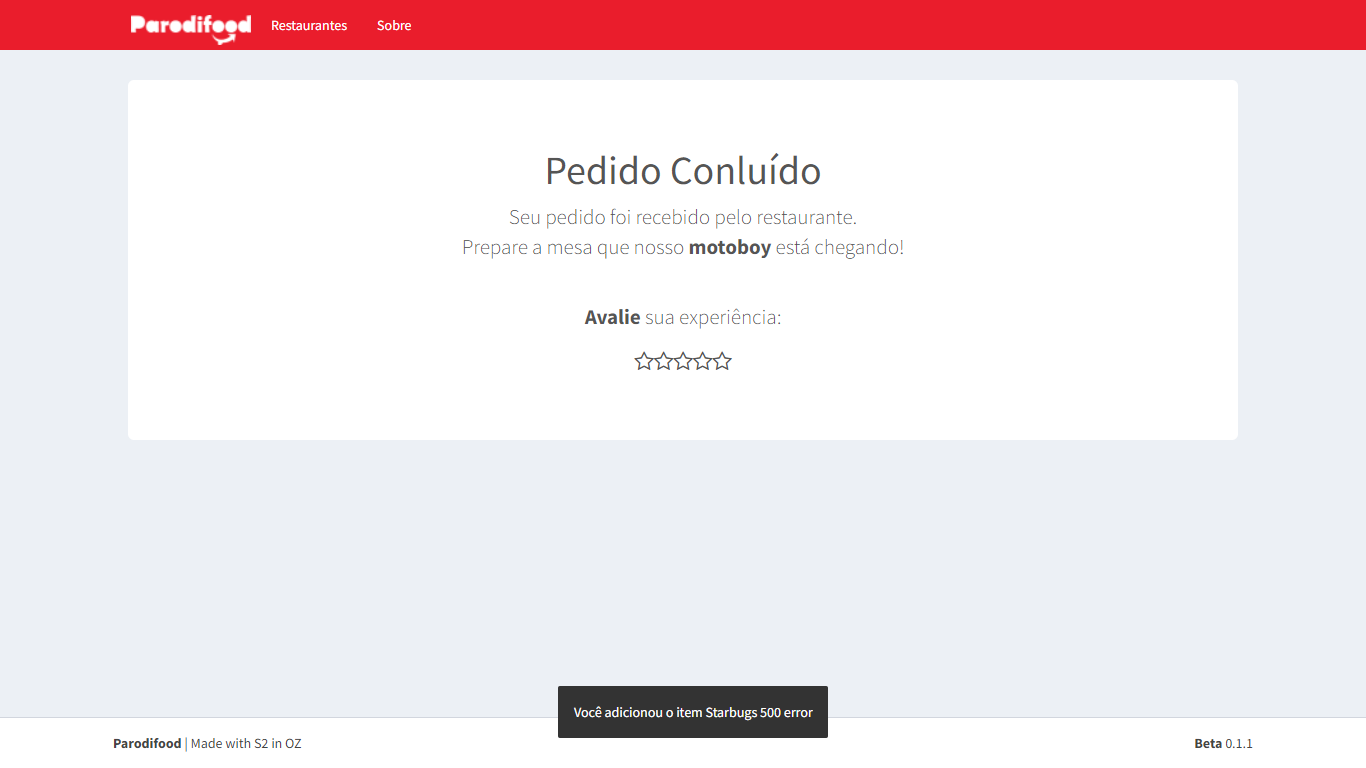 Parodifood Restaurantes Sobre
Pedido Conluído
Seu pedido foi recebido pelo restaurante.
Prepare a mesa que nosso motoboy está chegando!
Avalie sua experiência:
Você adicionou o item Starbugs 500 error
Parodifood | Made with S2 in OZ
Beta 0.1.1